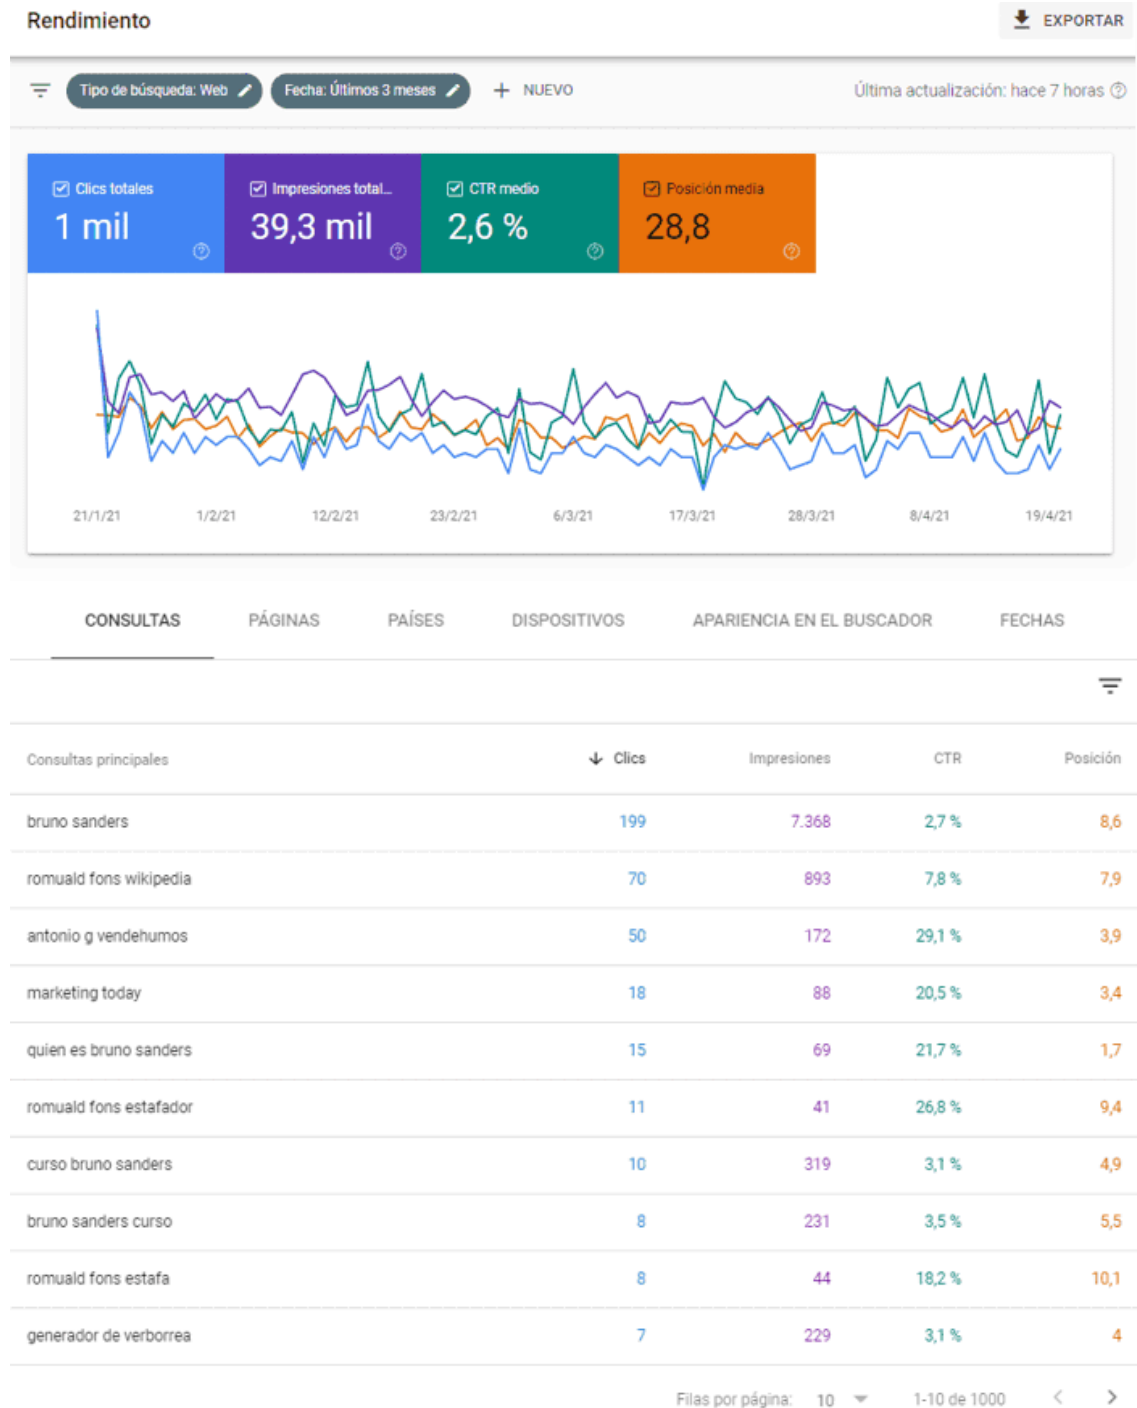 Rendimiento
EXPORTAR
Tipo de búsqueda: Web
Fecha: Últimos 3 meses
+ NUEVO
Última actualización: hace 7 horas
Clics totales
Impresiones total...
CTR medio
Posición media
1 mil
39,3 mil
2,6 %
28,8
21/1/21 1/2/21 12/2/21 23/2/21 6/3/21 17/3/21 28/3/21 8/4/21 19/4/21
CONSULTAS PÁGINAS PAÍSES DISPOSITIVOS APARIENCIA EN EL BUSCADOR FECHAS
Consultas principales Clics Impresiones CTR Posición
bruno sanders 199 7.368 2,7 % 8,6
romuald fons wikipedia 70 893 7,8 % 7,9
antonio g vendehumos 50 172 29,1 % 3,9
marketing today 18 88 20,5 % 3,4
quien es bruno sanders 15 69 21,7 % 1,7
romuald fons estafador 11 41 26,8 % 9,4
curso bruno sanders 10 319 3,1 % 4,9
bruno sanders curso 8 231 3,5 % 5,5
romuald fons estafa 8 44 18,2 % 10,1
generador de verborrea 7 229 3,1 % 4
Filas por página: 10 1-10 de 1000